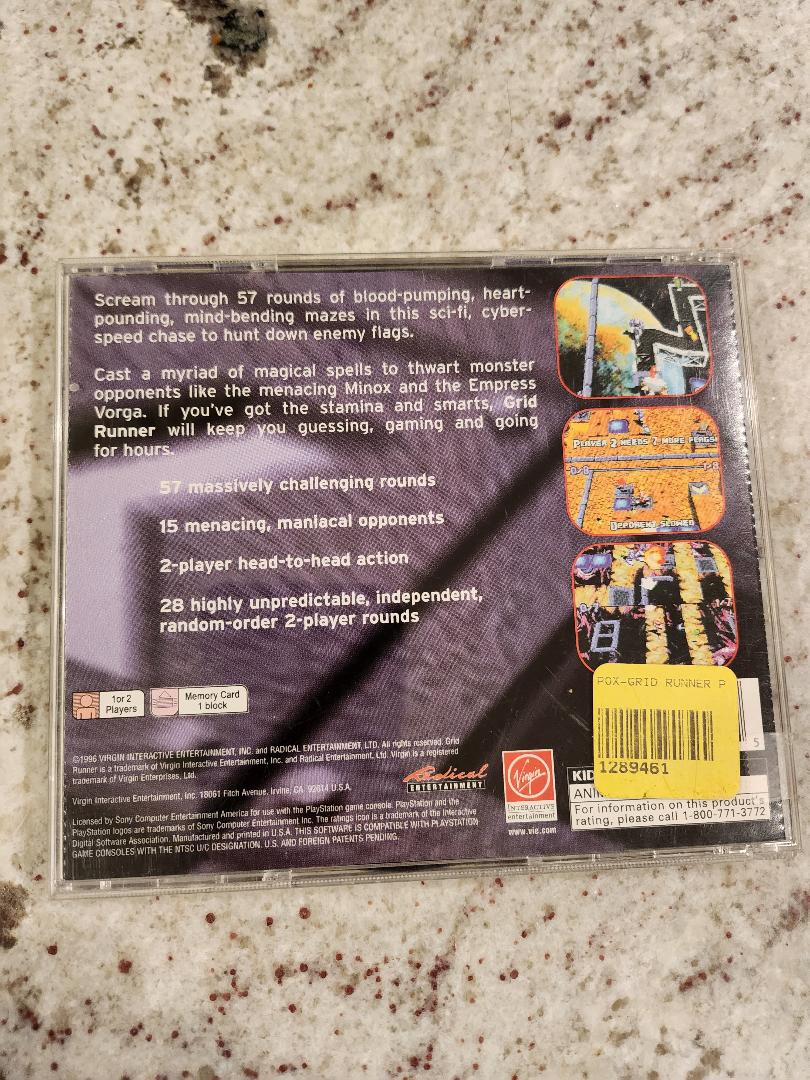 Scream through 57 rounds of blood-pumping, heart-
pounding, mind-bending mazes in this sci-fi, cyber-
speed chase to hunt down enemy flags.
Cast a myriad of magical spells to thwart monster
opponents like the menacing Minox and the Empress
Vorga. If you've got the stamina and smarts, Grid
Runner will keep you guessing, gaming and going
for hours.
57 massively challenging rounds
15 menacing, maniacal opponents
2-player head-to-head action
28 highly unpredictable, independent,
random-order 2-player rounds
PLAYER 2 NEEDS 7 MORE FLAGS
OPPONENT SLOWED
1 or 2
Players
Memory Card
1 block
©1996 VIRGIN INTERACTIVE ENTERTAINMENT, INC. and RADICAL ENTERTAINMENT, LTD. All rights reserved. Grid
Runner is a trademark of Virgin Interactive Entertainment, Inc. and Radical Entertainment, Ltd. Virgin is a registered
trademark of Virgin Enterprises, Ltd.
Virgin Interactive Entertainment, Inc. 18061 Fitch Avenue, Irvine, CA. 92614 U.S.A.
Licensed by Sony Computer Entertainment America for use with the PlayStation game console. PlayStation and the
PlayStation logos are trademarks of Sony Computer Entertainment Inc. The ratings icon is a trademark of the Interactive
Digital Software Association. Manufactured and printed in U.S.A. THIS SOFTWARE IS COMPATIBLE WITH PLAYSTATION
GAME CONSOLES WITH THE NTSC U/C DESIGNATION. U.S. AND FOREIGN PATENTS PENDING.
Radical
ENTERTAINMENT
Virgin
INTERACTIVE
entertainment
www.vie.com
POX-GRID RUNNER P
1289461
5
KID
ANI
For information on this product's
rating, please call 1-800-771-3772